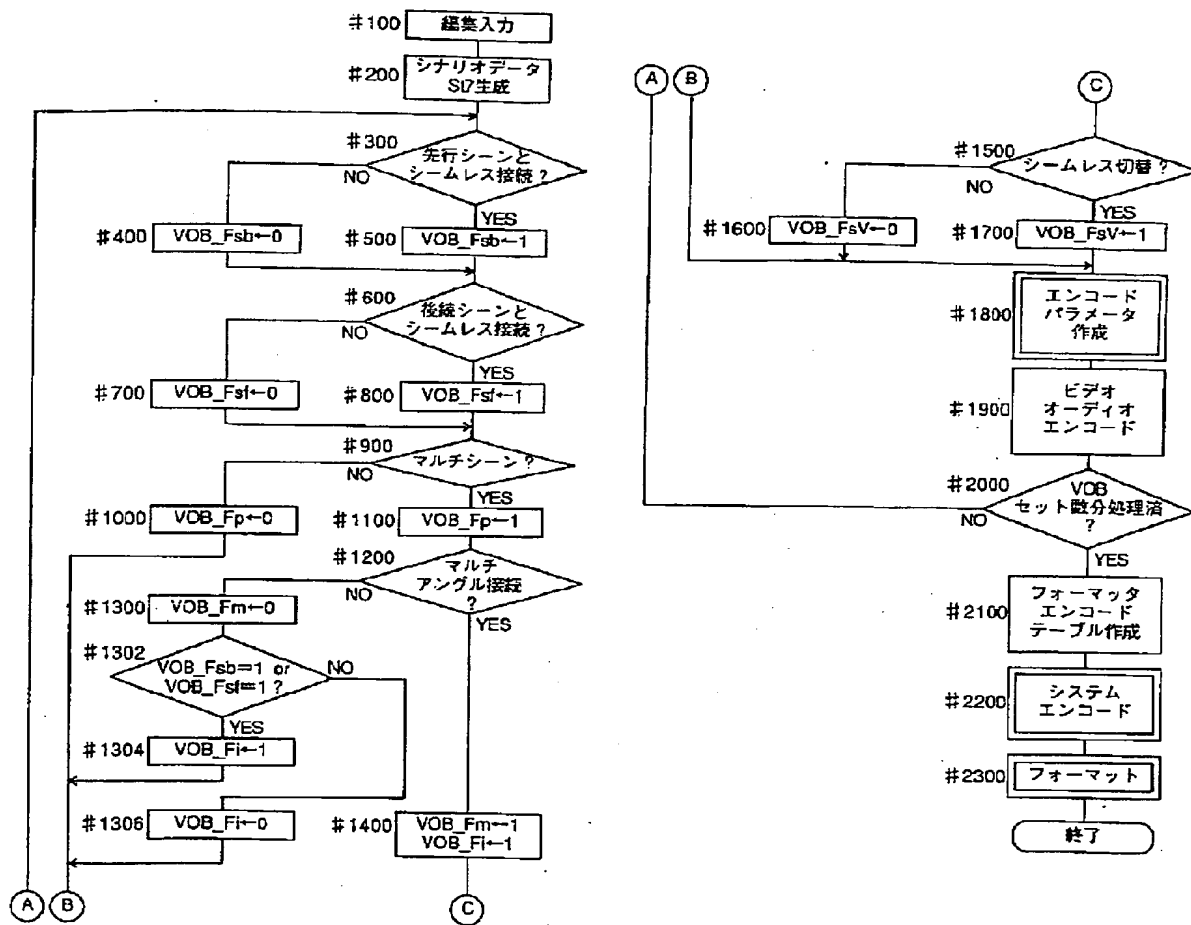 #100
編集入力
#200
シナリオデータ
St7生成
#300
先行シーンと
シームレス接続?
NO
YES
#400
VOB_Fsb←0
#500
VOB_Fsb←1
#600
後続シーンと
シームレス接続?
NO
YES
#700
VOB_Fsf←0
#800
VOB_Fsf←1
#900
マルチシーン?
NO
YES
#1000
VOB_Fp←0
#1100
VOB_Fp←1
#1200
マルチ
アングル接続
?
NO
YES
#1300
VOB_Fm←0
#1302
VOB_Fsb=1 or
VOB_Fsf=1?
NO
YES
#1304
VOB_Fi←1
#1306
VOB_Fi←0
#1400
VOB_Fm←1
VOB_Fi←1
A
B
C
A
B
C
#1500
シームレス切替?
NO
YES
#1600
VOB_FsV←0
#1700
VOB_FsV←1
#1800
エンコード
パラメータ
作成
#1900
ビデオ
オーディオ
エンコード
#2000
VOB
セット数分処理済
?
NO
YES
#2100
フォーマッタ
エンコード
テーブル作成
#2200
システム
エンコード
#2300
フォーマット
終了